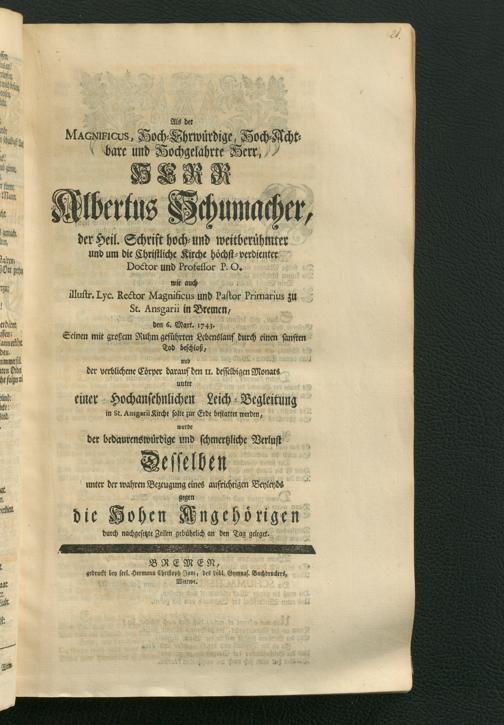 21.
Als der
MAGNIFICUS, Hoch-Ehrwürdige, Hoch-Acht-
bare und Hochgelahrte Herr,
HERR
Albertus Schumacher,
der Heil. Schrift hoch- und weitberühmter
und um die Christliche Kirche höchst-verdienter
Doctor und Professor P. O.
wie auch
illustr. Lyc. Rector Magnificus und Pastor Primarius zu
St. Ansgarii in Bremen,
den 6. Mart. 1743.
Seinen mit grossem Ruhm geführten Lebenslauf durch einen sanften
Tod beschloß,
und
der verblichene Cörper darauf den 11. desselbigen Monats
unter
einer Hochansehnlichen Leich-Begleitung
in St. Ansgarii Kirche solte zur Erde bestattet werden,
wurde
der bedaurenswürdige und schmertzliche Verlust
Desselben
unter der wahren Bezeugung eines aufrichtigen Beyleyds
gegen
die Hohen Angehörigen
durch nachgesetzte Zeilen gebührlich an den Tag geleget.
BREMEN,
gedruckt bey seel. Hermann Christoph Jani, des löbl. Gymnas. Buchdruckers,
Wittwe.